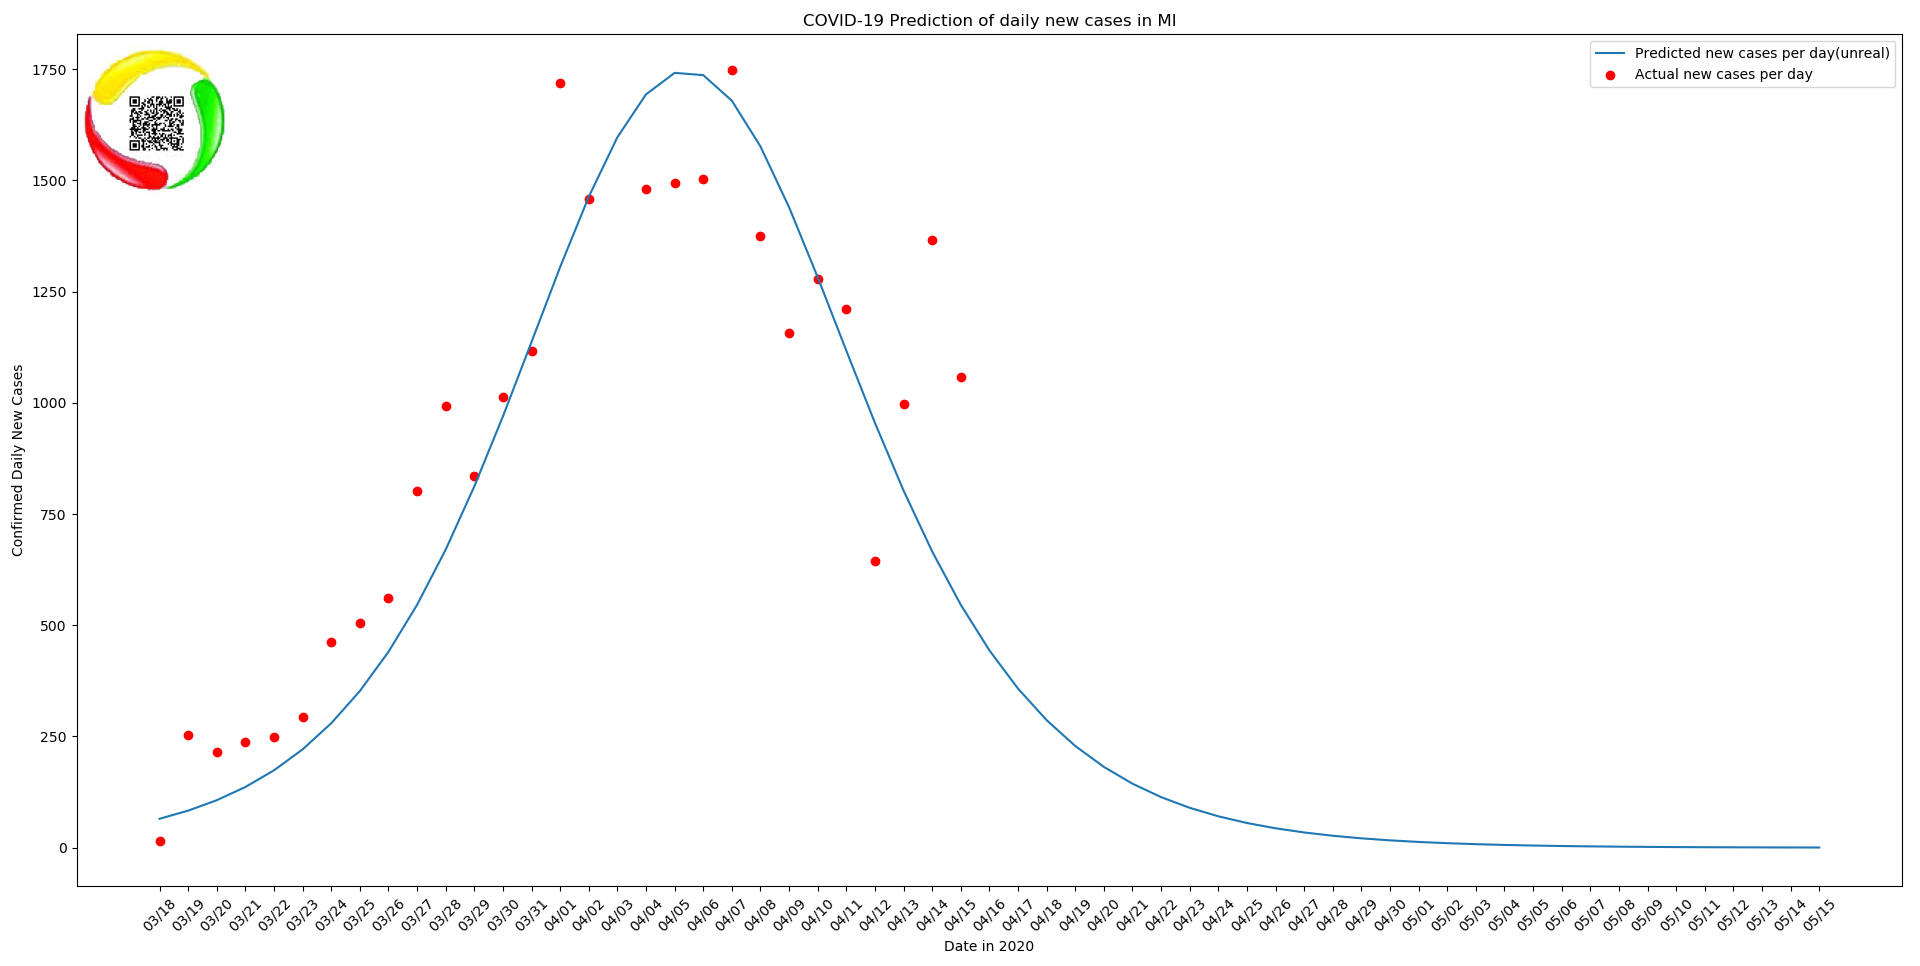 COVID-19 Prediction of daily new cases in MI
Predicted new cases per day(unreal)
Actual new cases per day
Confirmed Daily New Cases
1750
1500
1250
1000
750
500
250
0
03/18 03/19 03/20 03/21 03/22 03/23 03/24 03/25 03/26 03/27 03/28 03/29 03/30 03/31 04/01 04/02 04/03 04/04 04/05 04/06 04/07 04/08 04/09 04/10 04/11 04/12 04/13 04/14 04/15 04/16 04/17 04/18 04/19 04/20 04/21 04/22 04/23 04/24 04/25 04/26 04/27 04/28 04/29 04/30 05/01 05/02 05/03 05/04 05/05 05/06 05/07 05/08 05/09 05/10 05/11 05/12 05/13 05/14 05/15
Date in 2020